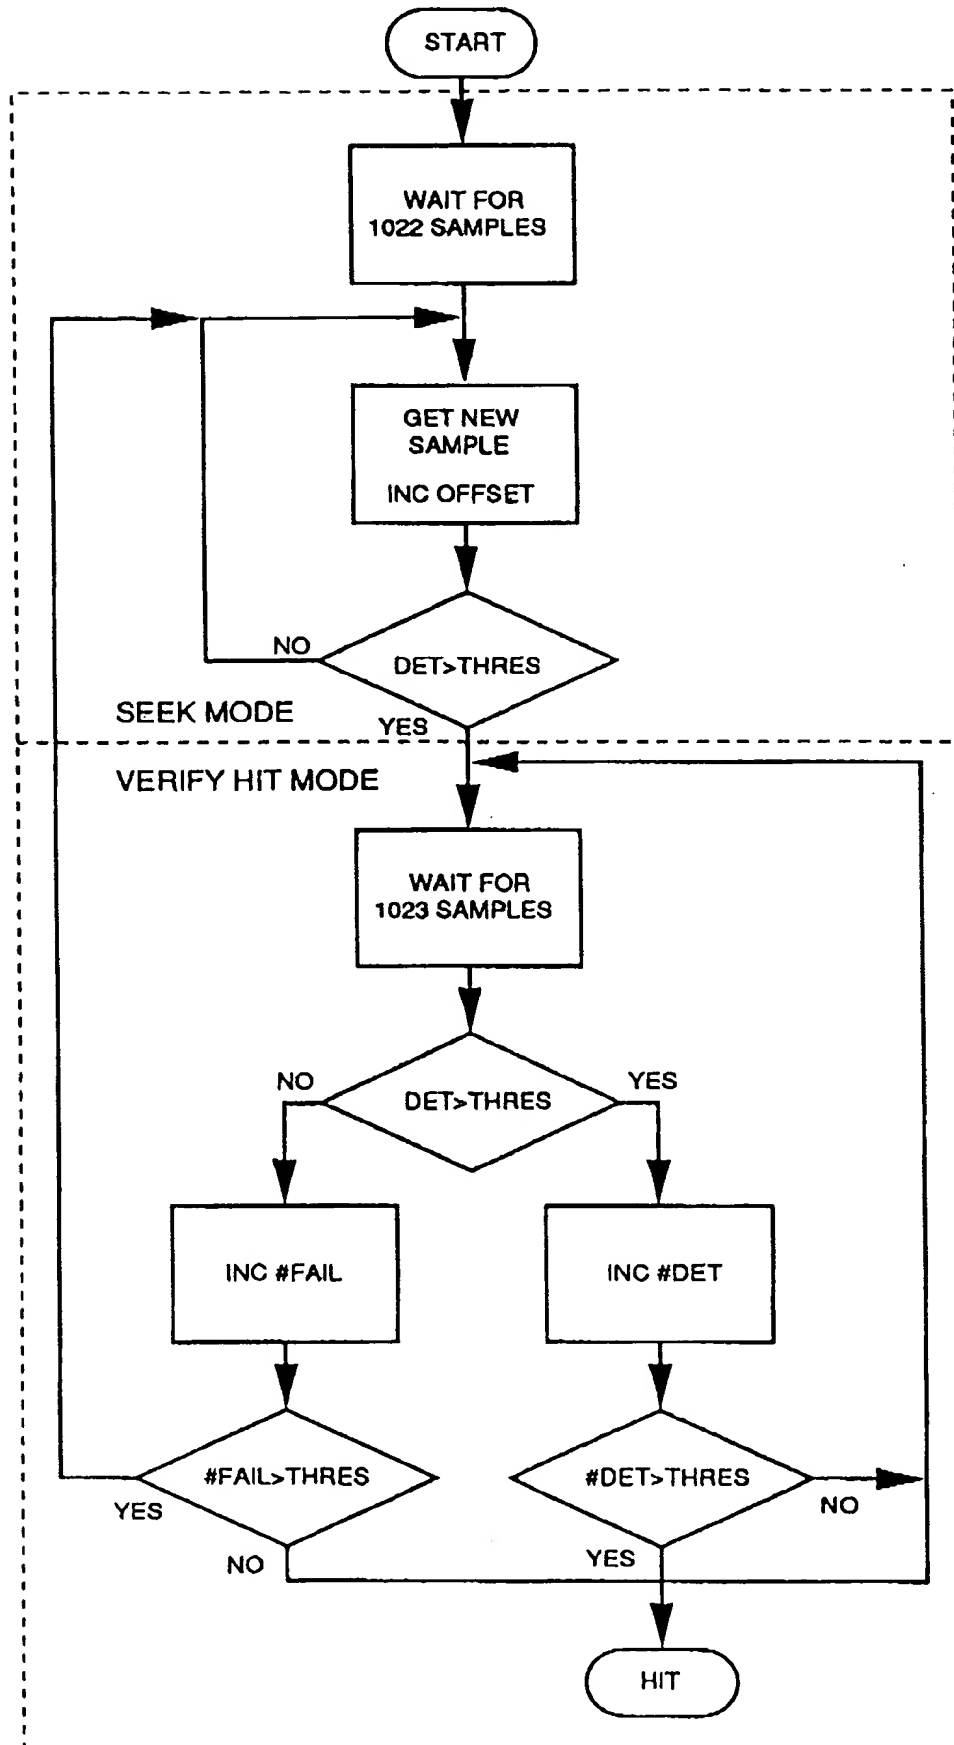 START
WAIT FOR
1022 SAMPLES
GET NEW
SAMPLE
INC OFFSET
NO
DET>THRES
SEEK MODE
YES
VERIFY HIT MODE
WAIT FOR
1023 SAMPLES
NO
DET>THRES
YES
INC #FAIL
INC #DET
#FAIL>THRES
#DET>THRES
YES
NO
NO
YES
HIT